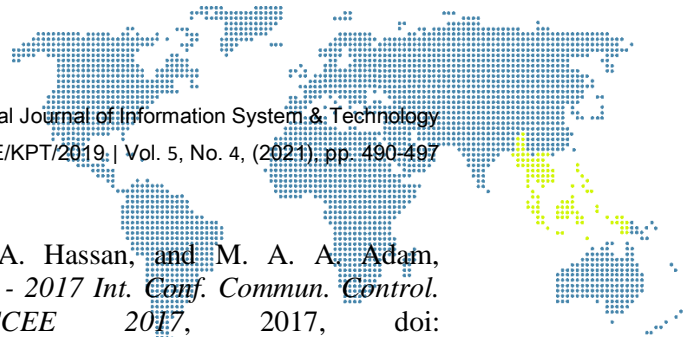 al Journal of Information System & Technology
E/KPT/2019 | Vol. 5, No. 4, (2021), pp. 490-497
A. Hassan, and M. A. A. Adam,
- 2017 Int. Conf. Commun. Control.
CEE 2017, 2017, doi: